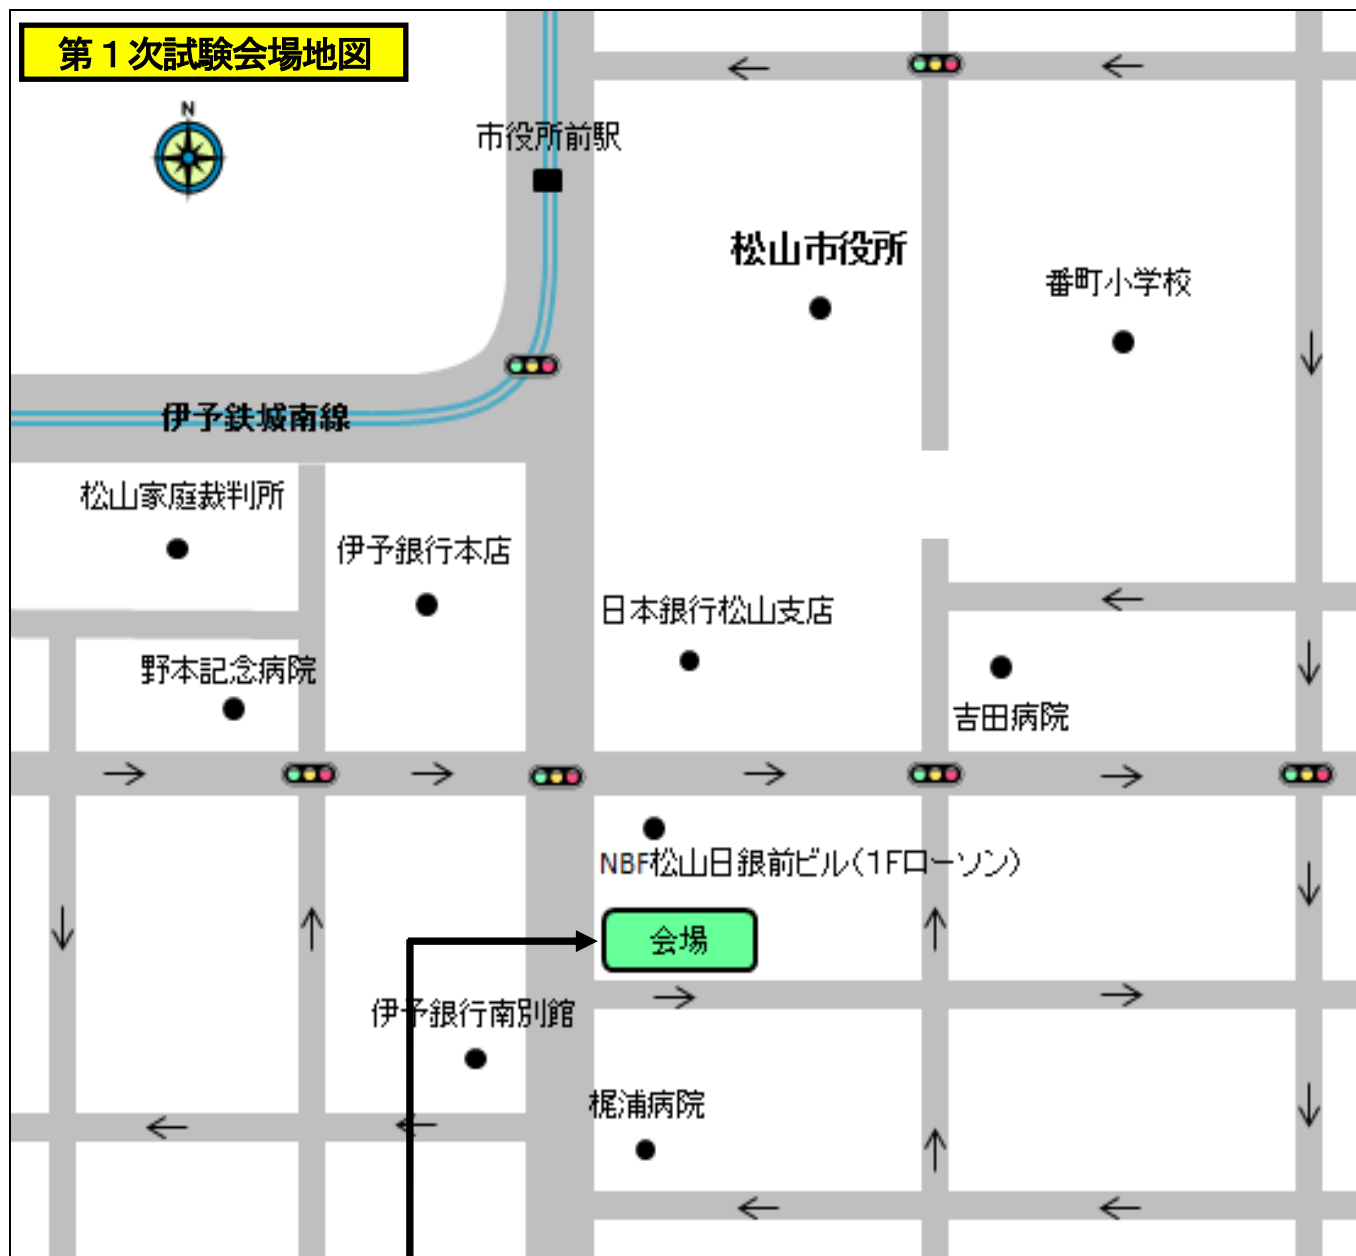 第１次試験会場地図
N
市役所前駅
松山市役所
番町小学校
伊予鉄城南線
松山家庭裁判所
伊予銀行本店
日本銀行松山支店
野本記念病院
吉田病院
NBF松山日銀前ビル（1Fローソン）
会場
伊予銀行南別館
梶浦病院